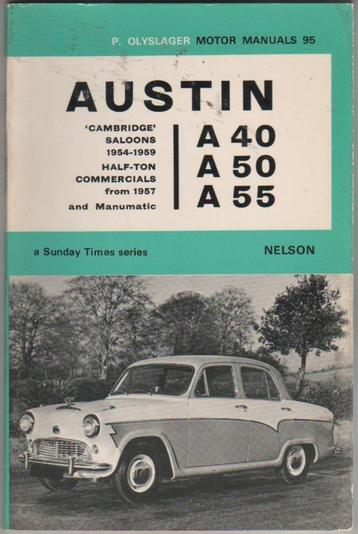 P. OLYSLAGER MOTOR MANUALS 95
AUSTIN
'CAMBRIDGE'
SALOONS
1954-1959
HALF-TON
COMMERCIALS
from 1957
and Manumatic
A 40
A 50
A 55
a Sunday Times series
NELSON